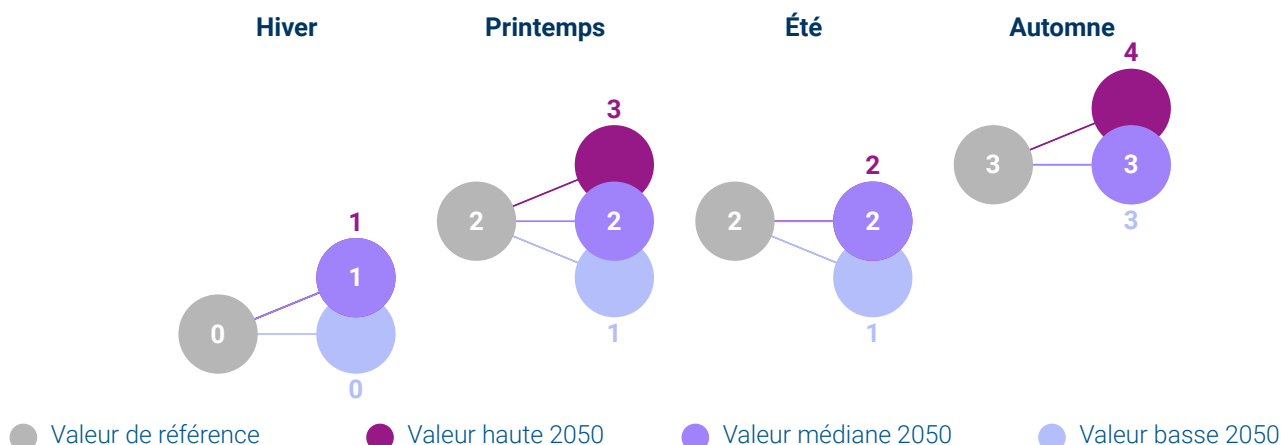 Hiver
Printemps
Été
Automne
1
0
1
0
3
2
2
1
2
2
2
1
4
3
3
3
Valeur de référence
Valeur haute 2050
Valeur médiane 2050
Valeur basse 2050